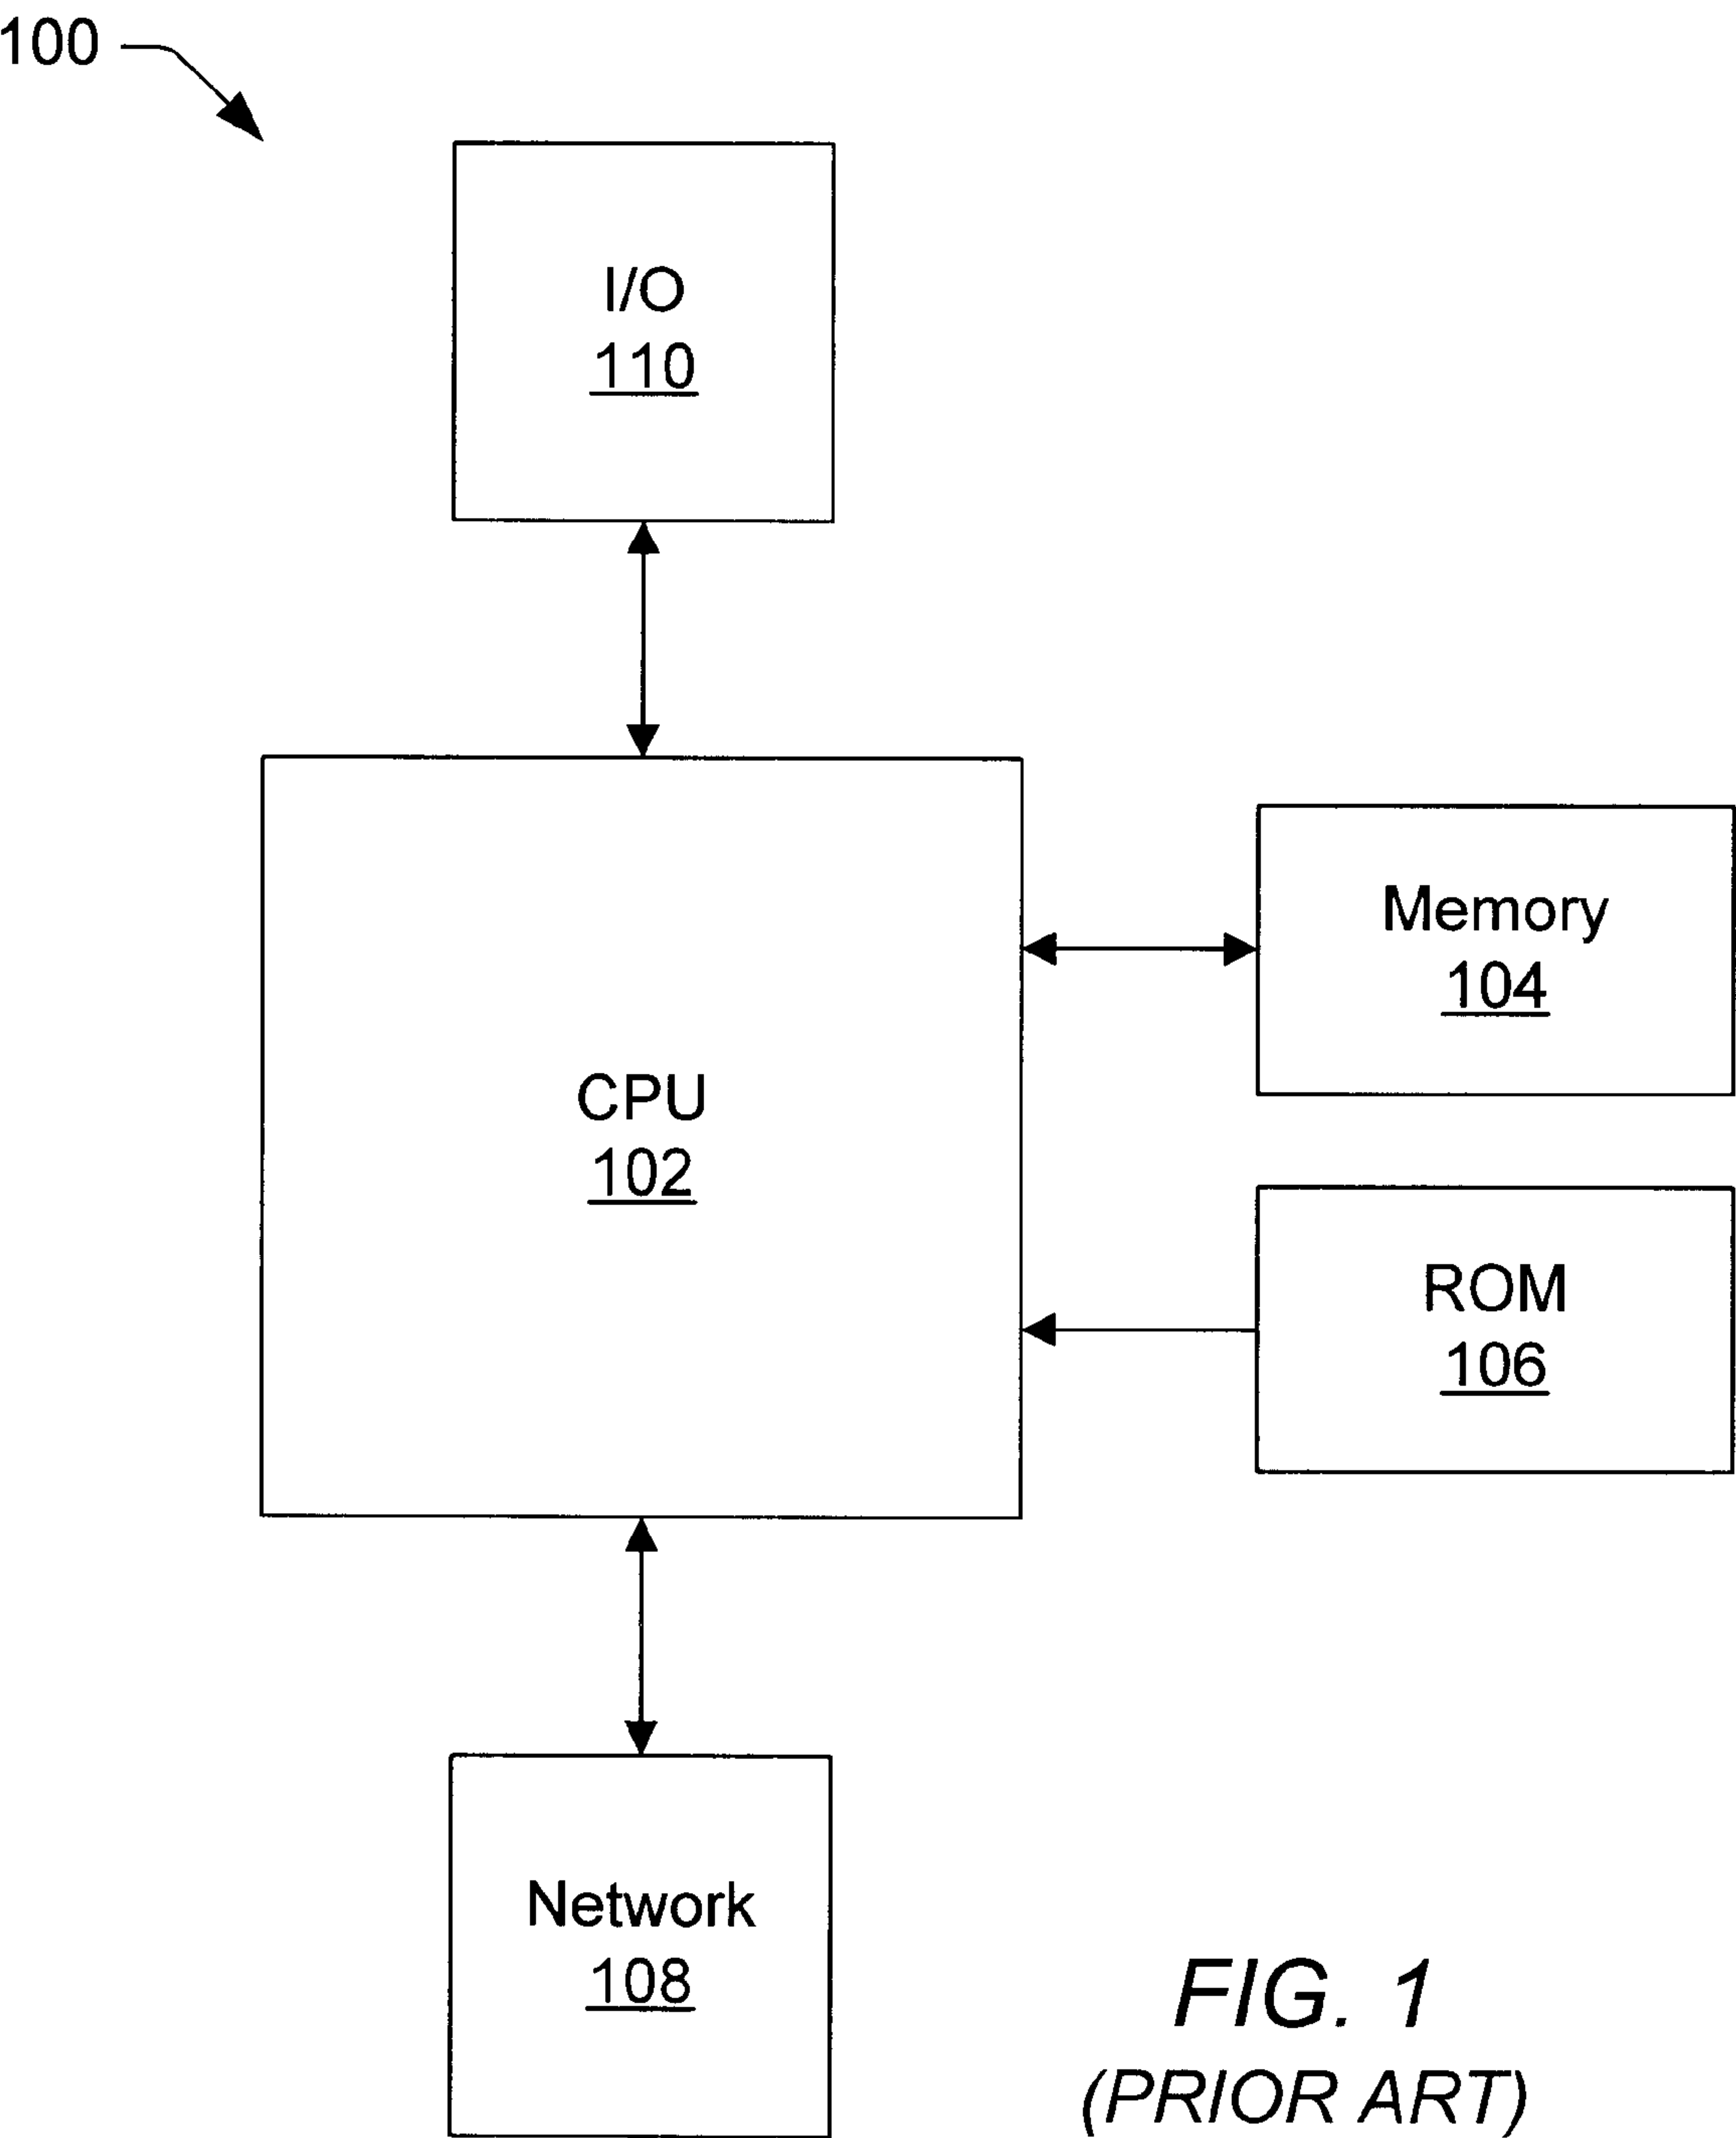 100
I/O
110
CPU
102
Memory
104
ROM
106
Network
108
FIG. 1
(PRIOR ART)